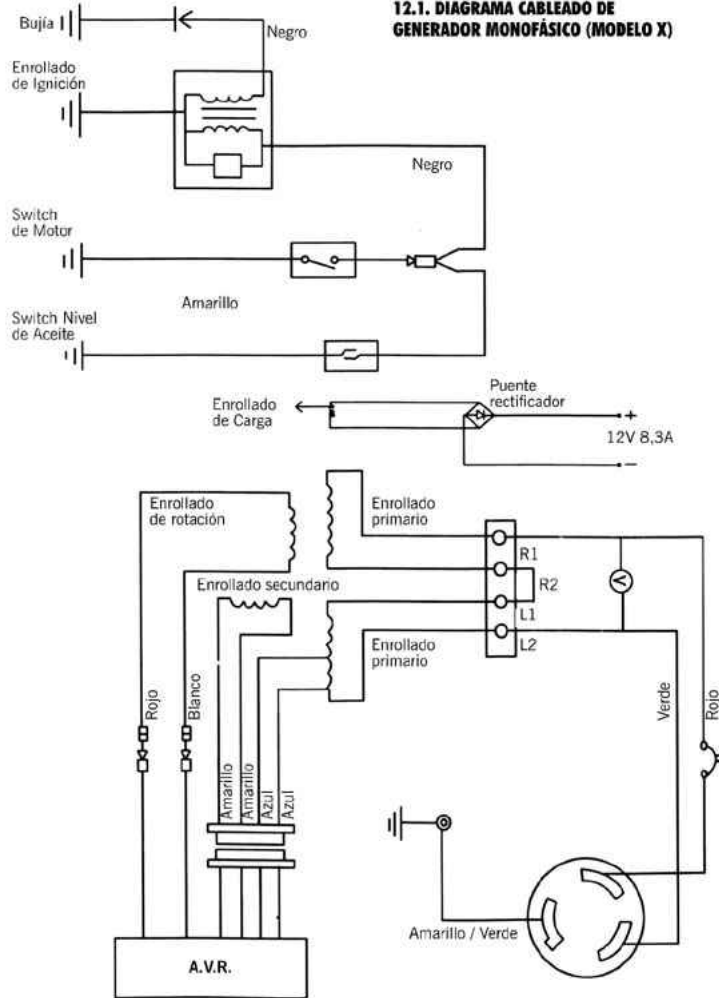 12.1. DIAGRAMA CABLEADO DE
GENERADOR MONOFÁSICO (MODELO X)
Bujía
Negro
Enrollado
de Ignición
Negro
Switch
de Motor
Amarillo
Switch Nivel
de Aceite
Enrollado
de Carga
Puente
rectificador
+
12V 8,3A
–
Enrollado
de rotación
Enrollado
primario
R1
R2
L1
L2
V
Enrollado secundario
Enrollado
primario
Rojo
Blanco
Verde
Rojo
Amarillo
Amarillo
Azul
Azul
Amarillo / Verde
A.V.R.